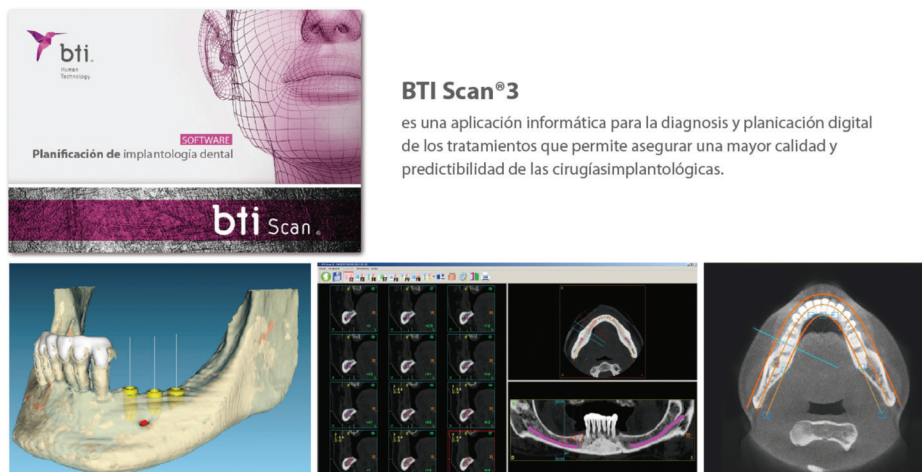 bti
Human
Technology
SOFTWARE
Planificación de implantología dental
bti Scan®
BTI Scan®3
es una aplicación informática para la diagnosis y planicación digital
de los tratamientos que permite asegurar una mayor calidad y
predictibilidad de las cirugíasimplantológicas.